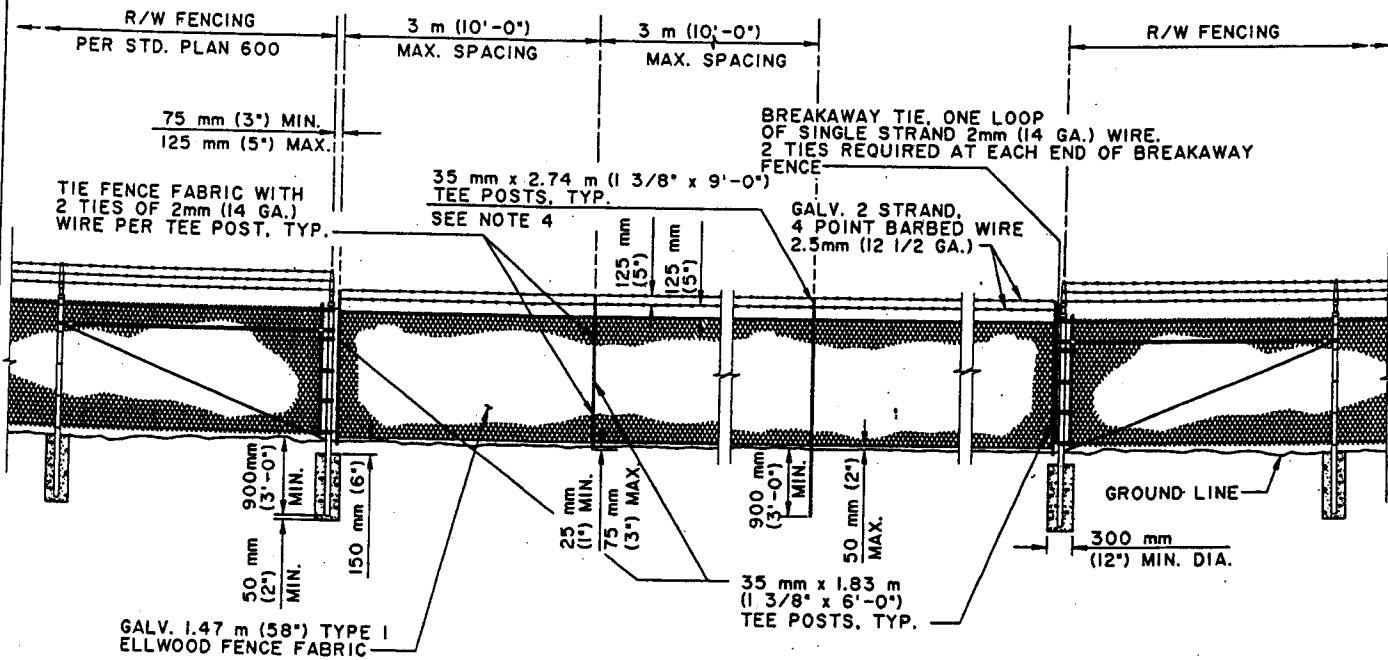 R/W FENCING
PER STD. PLAN 600
3 m (10'-0")
MAX. SPACING
3 m (10'-0")
MAX. SPACING
R/W FENCING
75 mm (3") MIN.
125 mm (5") MAX.
BREAKAWAY TIE, ONE LOOP
OF SINGLE STRAND 2mm (14 GA.) WIRE.
2 TIES REQUIRED AT EACH END OF BREAKAWAY
FENCE
TIE FENCE FABRIC WITH
2 TIES OF 2mm (14 GA.)
WIRE PER TEE POST, TYP.
35 mm x 2.74 m (1 3/8" x 9'-0")
TEE POSTS, TYP.
SEE NOTE 4
125 mm
(5")
125 mm
(5")
GALV. 2 STRAND,
4 POINT BARBED WIRE
2.5mm (12 1/2 GA.)
900mm
(3'-0")
MIN.
50 mm
(2")
MIN.
150 mm (6")
25 mm
(1") MIN.
75 mm
(3") MAX.
900 mm
(3'-0")
MIN.
50 mm (2")
MAX.
GROUND LINE
300 mm
(12") MIN. DIA.
35 mm x 1.83 m
(1 3/8" x 6'-0")
TEE POSTS, TYP.
GALV. 1.47 m (58") TYPE I
ELLWOOD FENCE FABRIC